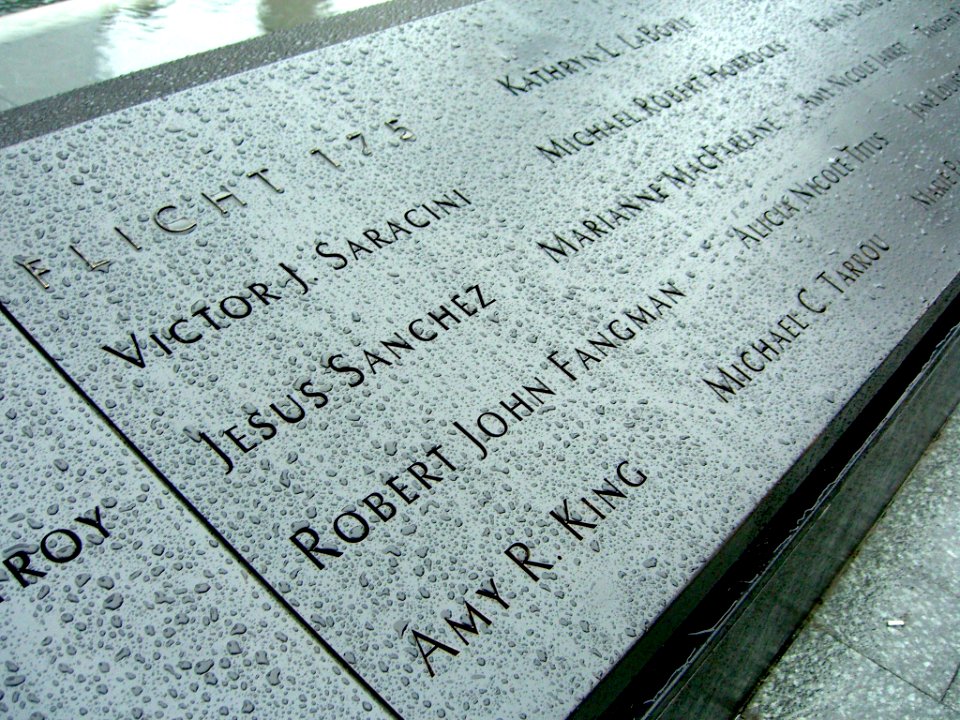 FLIGHT 175
VICTOR J. SARACINI
KATHRYN L. LABORIE
JESUS SANCHEZ
MICHAEL ROBERT HORROCKS
ROBERT JOHN FANGMAN
MARIANNE MACFARLANE
AMY NICOLE JARRET
AMY R. KING
MICHAEL C. TARROU
ALICIA NICOLE TITUS
ROY